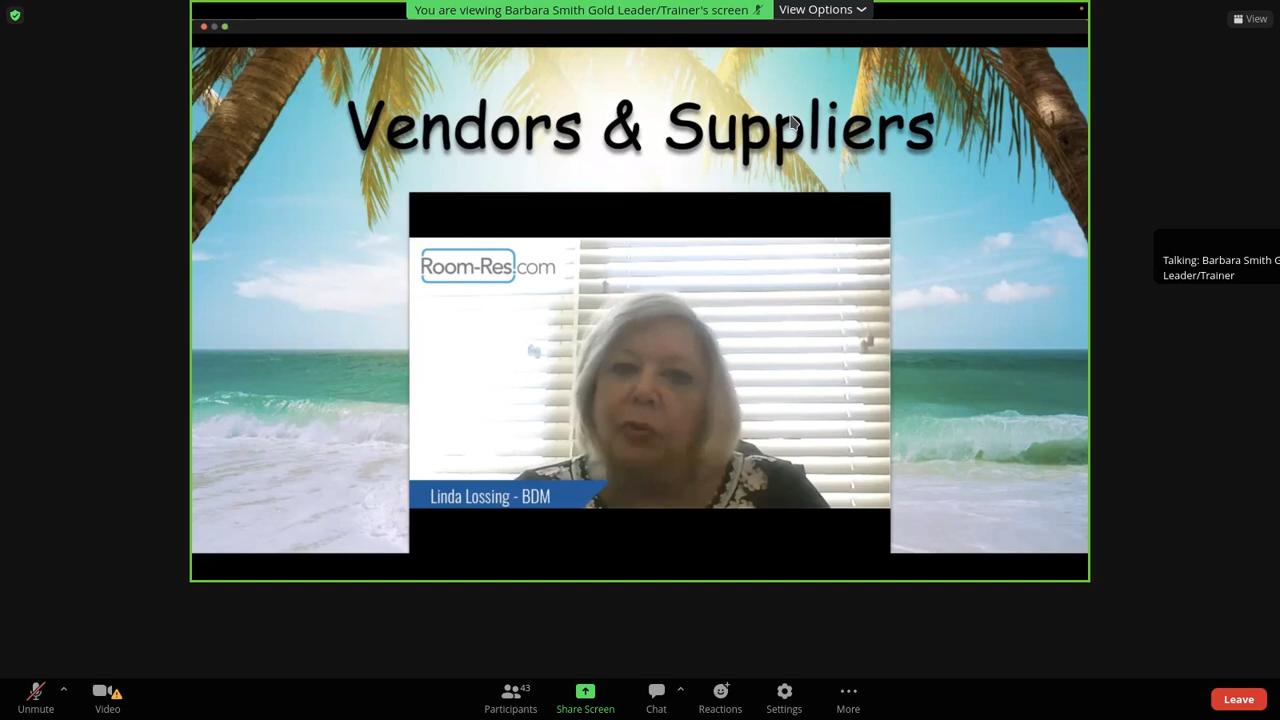 You are viewing Barbara Smith Gold Leader/Trainer's screen
View Options
View
Vendors & Suppliers
Room-Res.com
Talking: Barbara Smith G
Leader/Trainer
Linda Lossing - BDM
Unmute
Video
Participants
43
Share Screen
Chat
Reactions
Settings
More
Leave